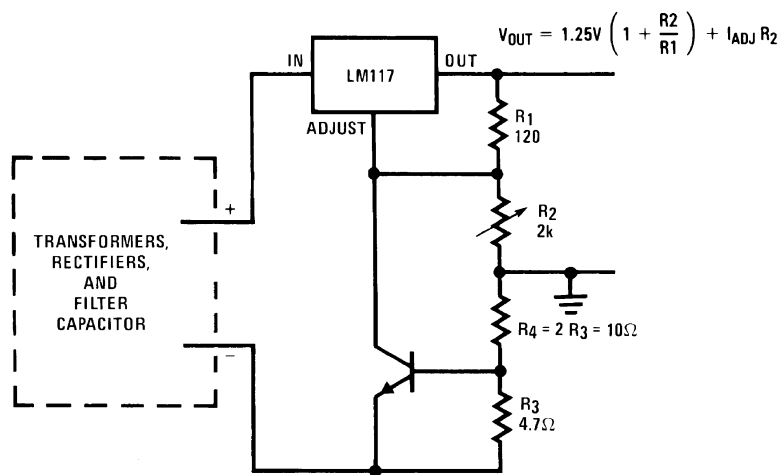 V_OUT = 1.25V (1 + R2/R1) + I_ADJ R2
IN
LM117
OUT
ADJUST
R1
120
R2
2k
TRANSFORMERS,
RECTIFIERS,
AND
FILTER
CAPACITOR
+
−
R4 = 2 R3 = 10Ω
R3
4.7Ω